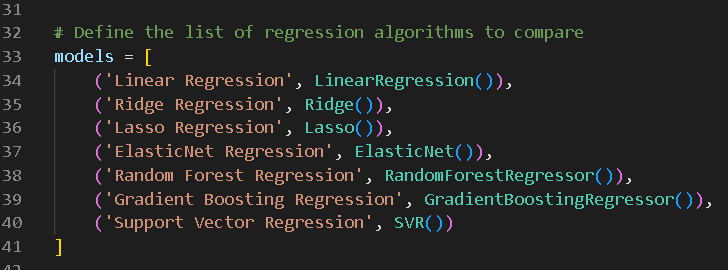 31
32 # Define the list of regression algorithms to compare
33 models = [
34     ('Linear Regression', LinearRegression()),
35     ('Ridge Regression', Ridge()),
36     ('Lasso Regression', Lasso()),
37     ('ElasticNet Regression', ElasticNet()),
38     ('Random Forest Regression', RandomForestRegressor()),
39     ('Gradient Boosting Regression', GradientBoostingRegressor()),
40     ('Support Vector Regression', SVR())
41 ]